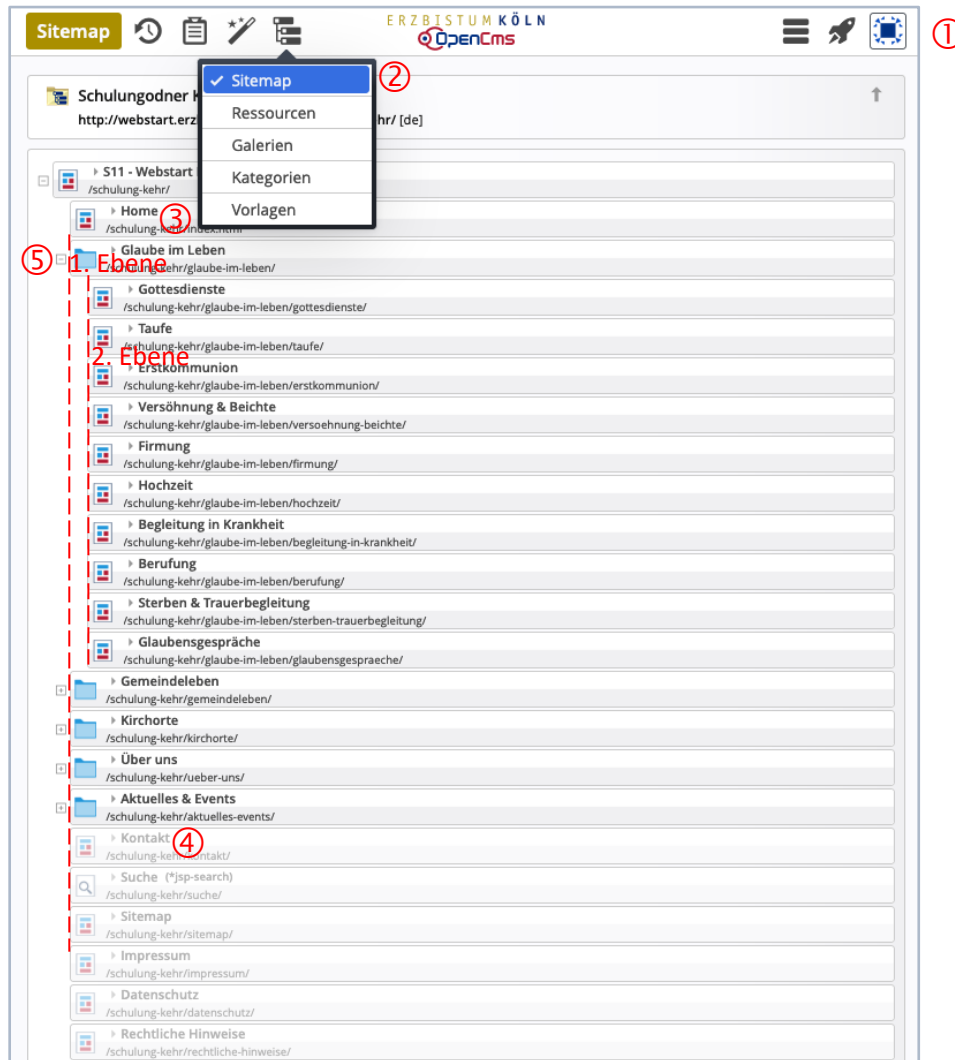 Sitemap
ERZBISTUM KÖLN
OpenCms
①
✓ Sitemap
②
Ressourcen
Galerien
Kategorien
Vorlagen
Schulungodner
http://webstart.erz hr/ [de]
S11 - Webstart
/schulung-kehr/
Home
③
/schulung-kehr/index.html
⑤
Glaube im Leben
1. Ebene
/schulung-kehr/glaube-im-leben/
Gottesdienste
/schulung-kehr/glaube-im-leben/gottesdienste/
Taufe
/schulung-kehr/glaube-im-leben/taufe/
2. Ebene
Erstkommunion
/schulung-kehr/glaube-im-leben/erstkommunion/
Versöhnung & Beichte
/schulung-kehr/glaube-im-leben/versoehnung-beichte/
Firmung
/schulung-kehr/glaube-im-leben/firmung/
Hochzeit
/schulung-kehr/glaube-im-leben/hochzeit/
Begleitung in Krankheit
/schulung-kehr/glaube-im-leben/begleitung-in-krankheit/
Berufung
/schulung-kehr/glaube-im-leben/berufung/
Sterben & Trauerbegleitung
/schulung-kehr/glaube-im-leben/sterben-trauerbegleitung/
Glaubensgespräche
/schulung-kehr/glaube-im-leben/glaubensgespraeche/
Gemeindeleben
/schulung-kehr/gemeindeleben/
Kirchorte
/schulung-kehr/kirchorte/
Über uns
/schulung-kehr/ueber-uns/
Aktuelles & Events
/schulung-kehr/aktuelles-events/
Kontakt
④
/schulung-kehr/kontakt/
Suche (*jsp-search)
/schulung-kehr/suche/
Sitemap
/schulung-kehr/sitemap/
Impressum
/schulung-kehr/impressum/
Datenschutz
/schulung-kehr/datenschutz/
Rechtliche Hinweise
/schulung-kehr/rechtliche-hinweise/